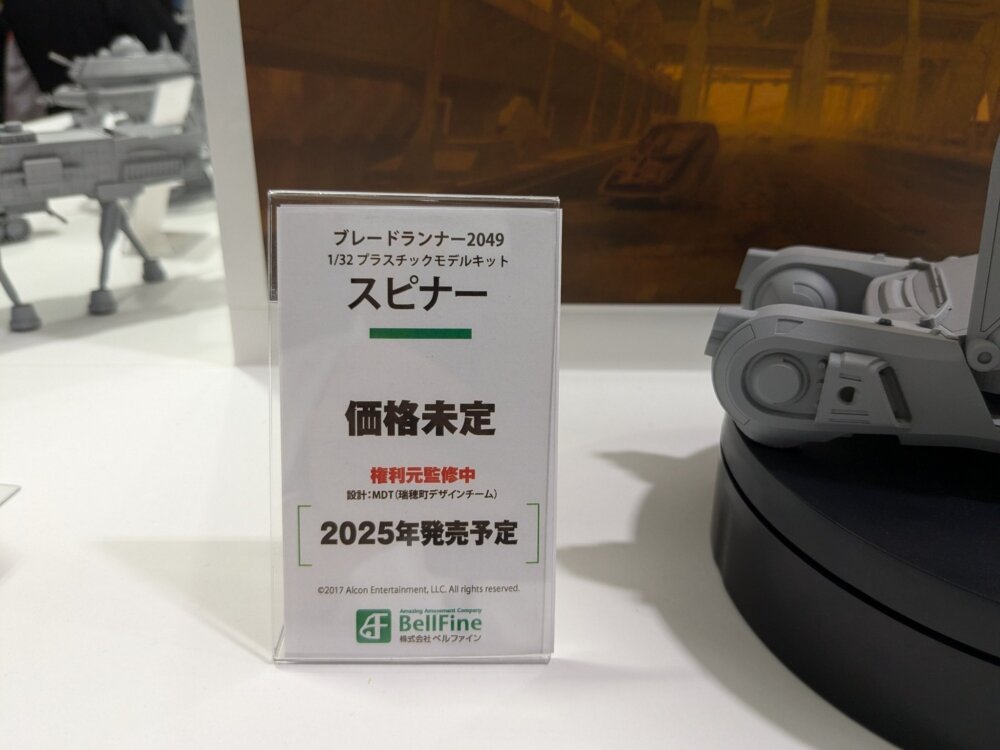 ブレードランナー2049
1/32 プラスチックモデルキット
スピナー
価格未定
権利元監修中
設計：MDT（瑞穂町デザインチーム）
2025年発売予定
©2017 Alcon Entertainment, LLC. All rights reserved.
Amazing Amusement Company
BellFine
株式会社 ベルファイン